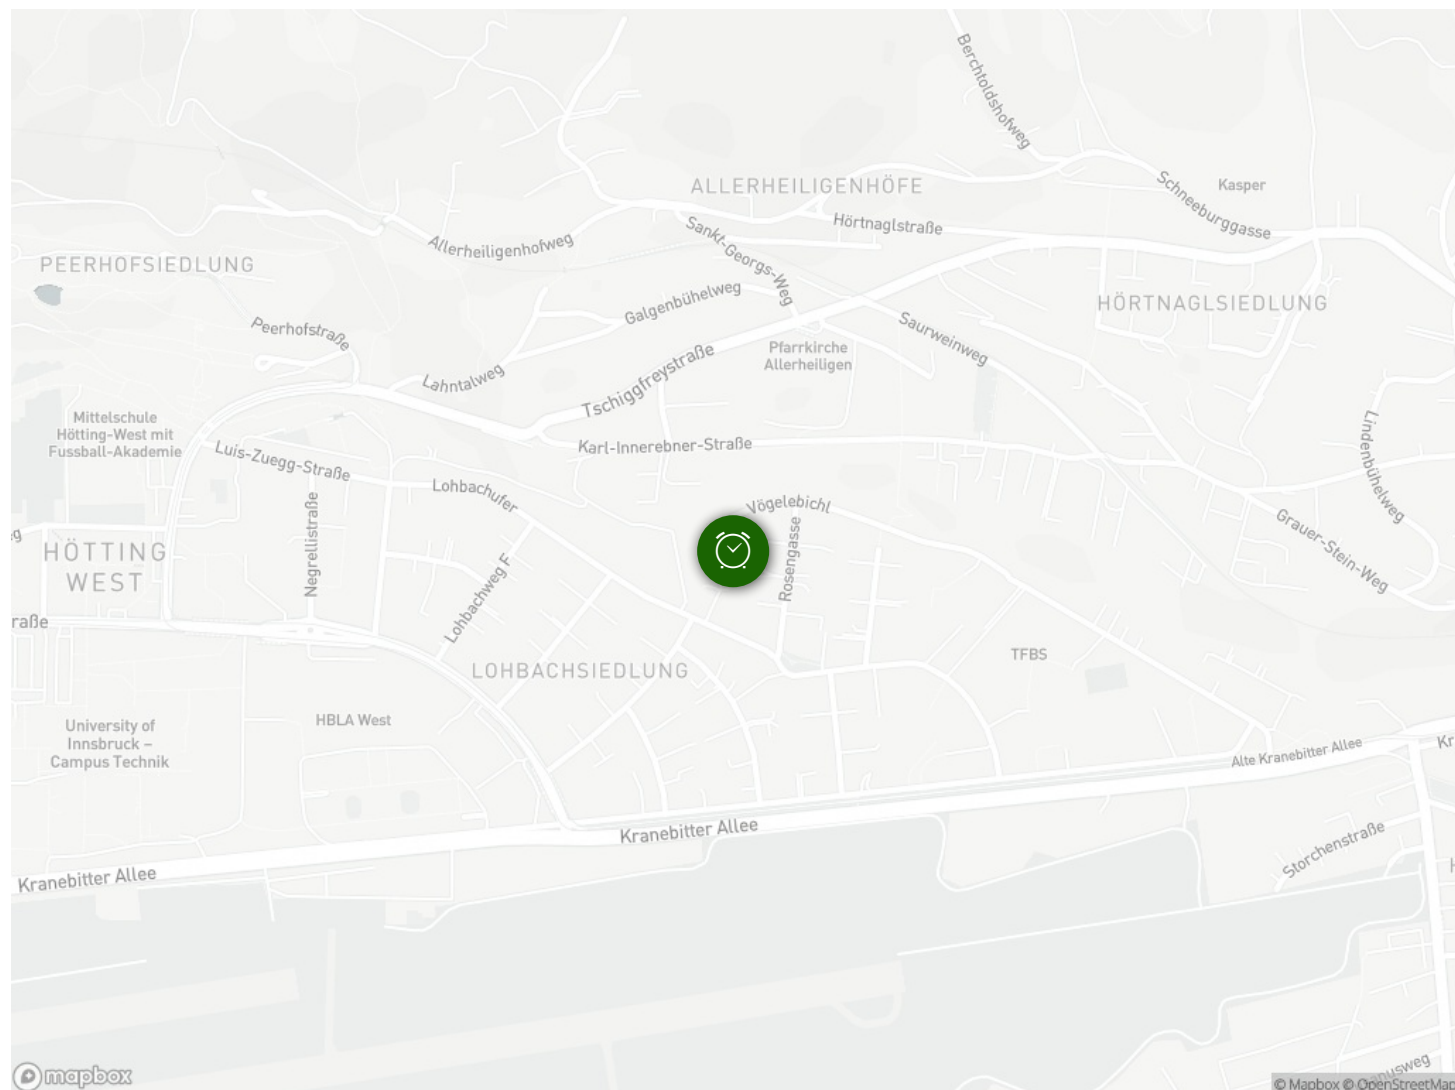 Berchtoldshofweg
ALLERHEILIGENHÖFE
Schneeburggasse
Kasper
Hörtnaglstraße
Sankt-Georgs-Weg
Allerheiligenhofweg
PEERHOFSIEDLUNG
Galgenbühelweg
HÖRTNAGLSIEDLUNG
Peerhofstraße
Saurweinweg
Pfarrkirche
Allerheiligen
Lahntalweg
Tschiggfreystraße
Mittelschule
Hötting-West mit
Fussball-Akademie
Karl-Innerebner-Straße
Lindenbühelweg
Luis-Zuegg-Straße
Lohbachufer
Vögelebichl
Negrellistraße
Rosengasse
Grauer-Stein-Weg
HÖTTING
WEST
Lohbachweg F
raße
LOHBACHSIEDLUNG
TFBS
University of
Innsbruck –
Campus Technik
HBLA West
Alte Kranebitter Allee
Kr
Kranebitter Allee
Storchenstraße
Kranebitter Allee
mapbox
© Mapbox © OpenStreetMap